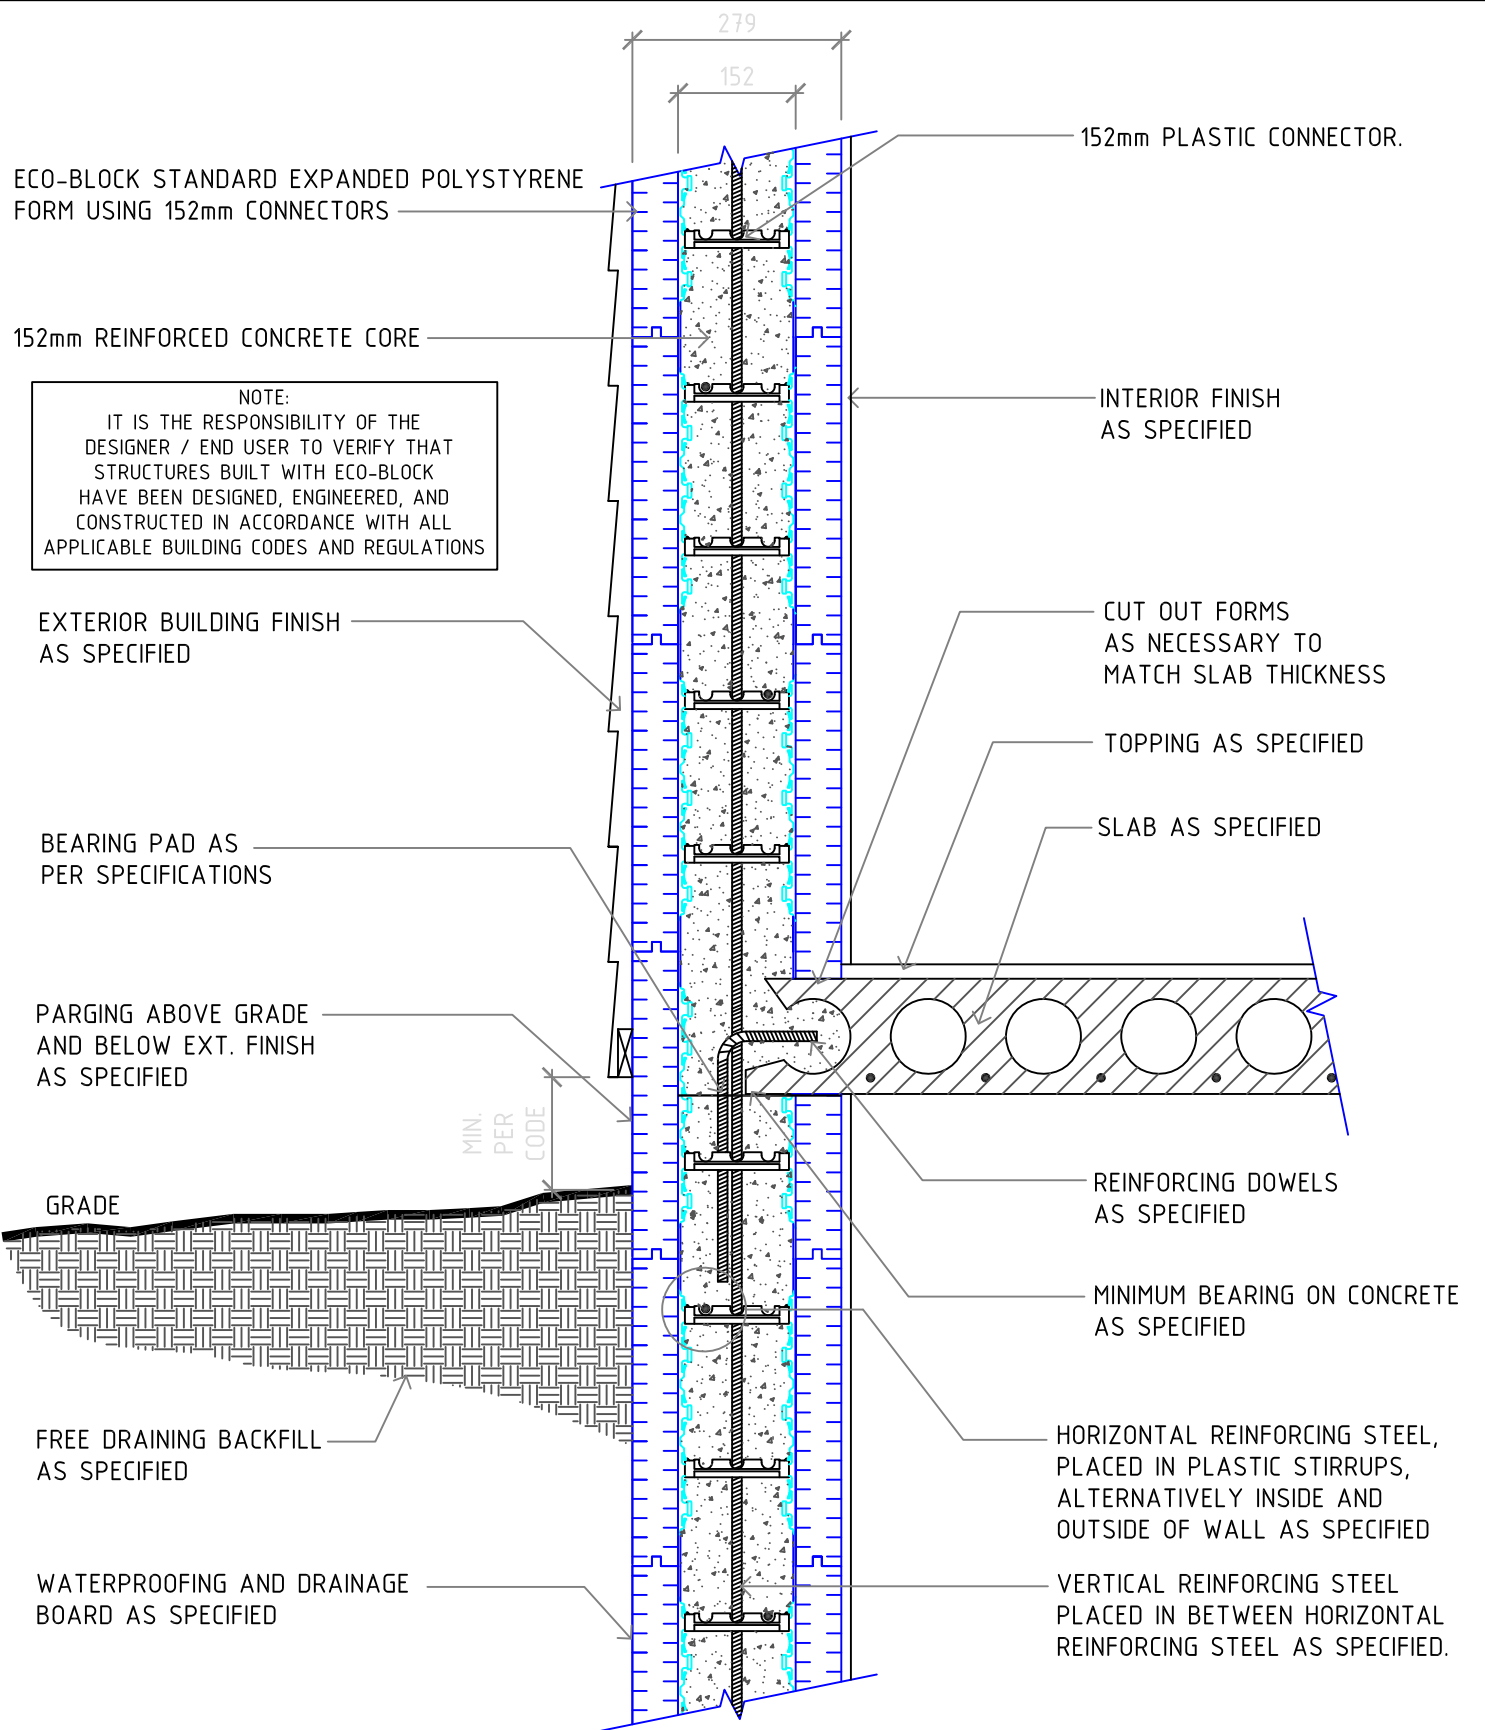 279
152
152mm PLASTIC CONNECTOR.
ECO-BLOCK STANDARD EXPANDED POLYSTYRENE
FORM USING 152mm CONNECTORS
152mm REINFORCED CONCRETE CORE
NOTE:
IT IS THE RESPONSIBILITY OF THE
DESIGNER / END USER TO VERIFY THAT
STRUCTURES BUILT WITH ECO-BLOCK
HAVE BEEN DESIGNED, ENGINEERED, AND
CONSTRUCTED IN ACCORDANCE WITH ALL
APPLICABLE BUILDING CODES AND REGULATIONS
INTERIOR FINISH
AS SPECIFIED
EXTERIOR BUILDING FINISH
AS SPECIFIED
CUT OUT FORMS
AS NECESSARY TO
MATCH SLAB THICKNESS
TOPPING AS SPECIFIED
SLAB AS SPECIFIED
BEARING PAD AS
PER SPECIFICATIONS
PARGING ABOVE GRADE
AND BELOW EXT. FINISH
AS SPECIFIED
MIN.
PER
CODE
GRADE
REINFORCING DOWELS
AS SPECIFIED
MINIMUM BEARING ON CONCRETE
AS SPECIFIED
FREE DRAINING BACKFILL
AS SPECIFIED
HORIZONTAL REINFORCING STEEL,
PLACED IN PLASTIC STIRRUPS,
ALTERNATIVELY INSIDE AND
OUTSIDE OF WALL AS SPECIFIED
WATERPROOFING AND DRAINAGE
BOARD AS SPECIFIED
VERTICAL REINFORCING STEEL
PLACED IN BETWEEN HORIZONTAL
REINFORCING STEEL AS SPECIFIED.